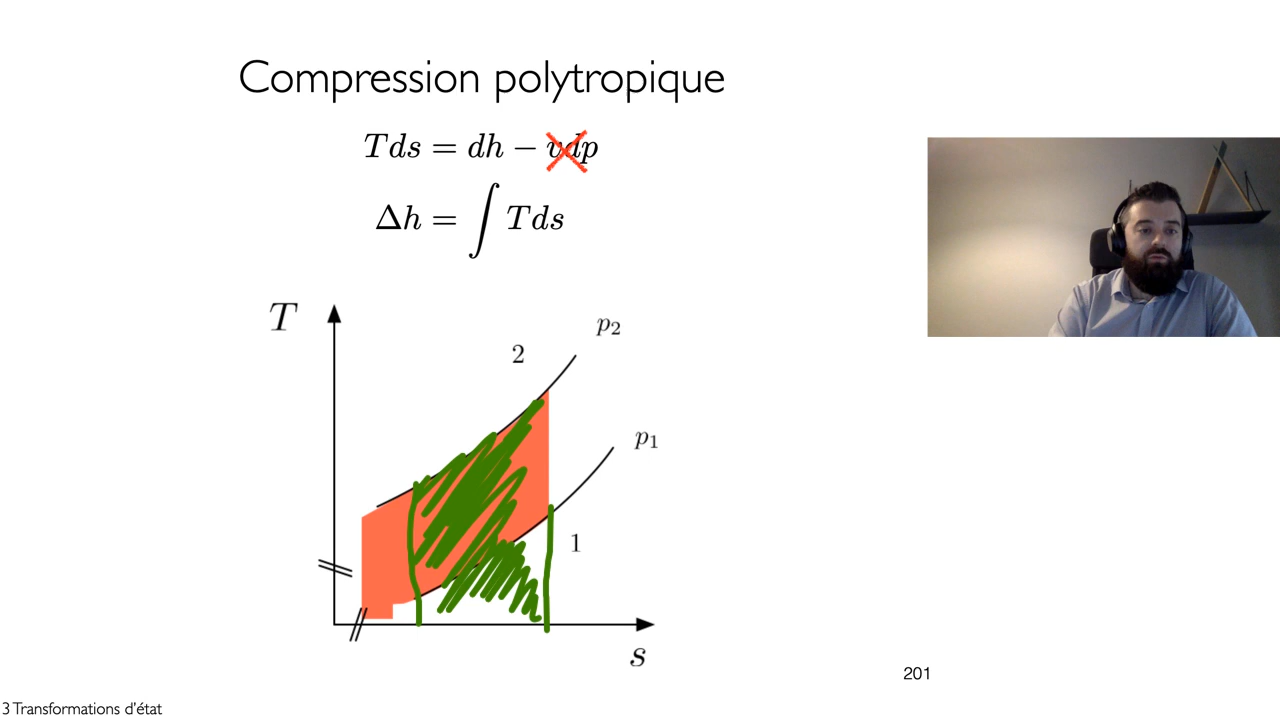 Compression polytropique
Tds = dh − vdp
Δh = ∫ Tds
T
p₂
2
p₁
1
s
201
3 Transformations d'état